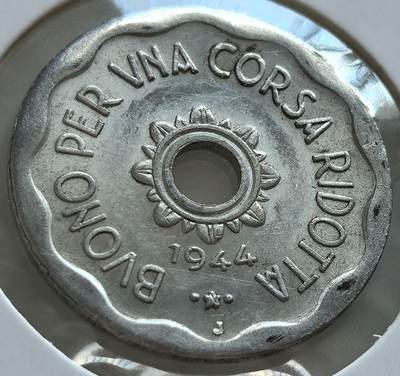 BVONO PER VNA CORSA RIDOTTA
1944
J